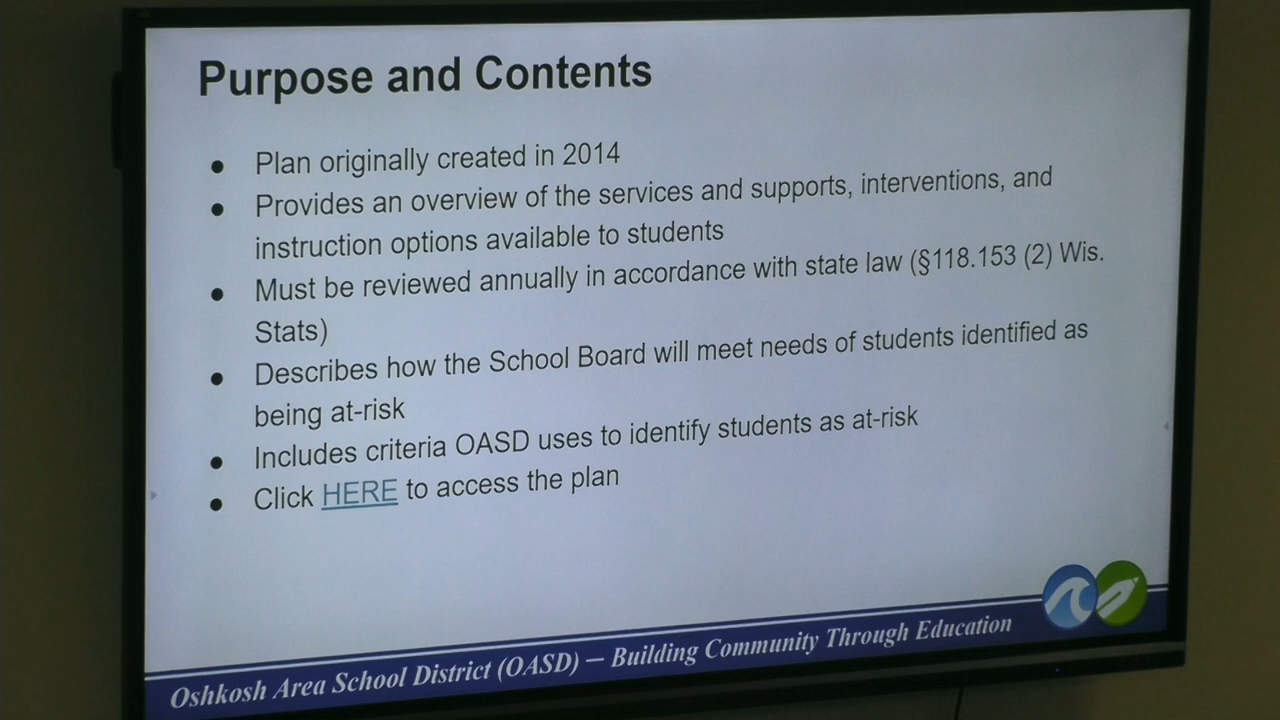 Purpose and Contents
● Plan originally created in 2014
● Provides an overview of the services and supports, interventions, and
instruction options available to students
● Must be reviewed annually in accordance with state law (§118.153 (2) Wis.
Stats)
● Describes how the School Board will meet needs of students identified as
being at-risk
● Includes criteria OASD uses to identify students as at-risk
● Click HERE to access the plan
Oshkosh Area School District (OASD) — Building Community Through Education